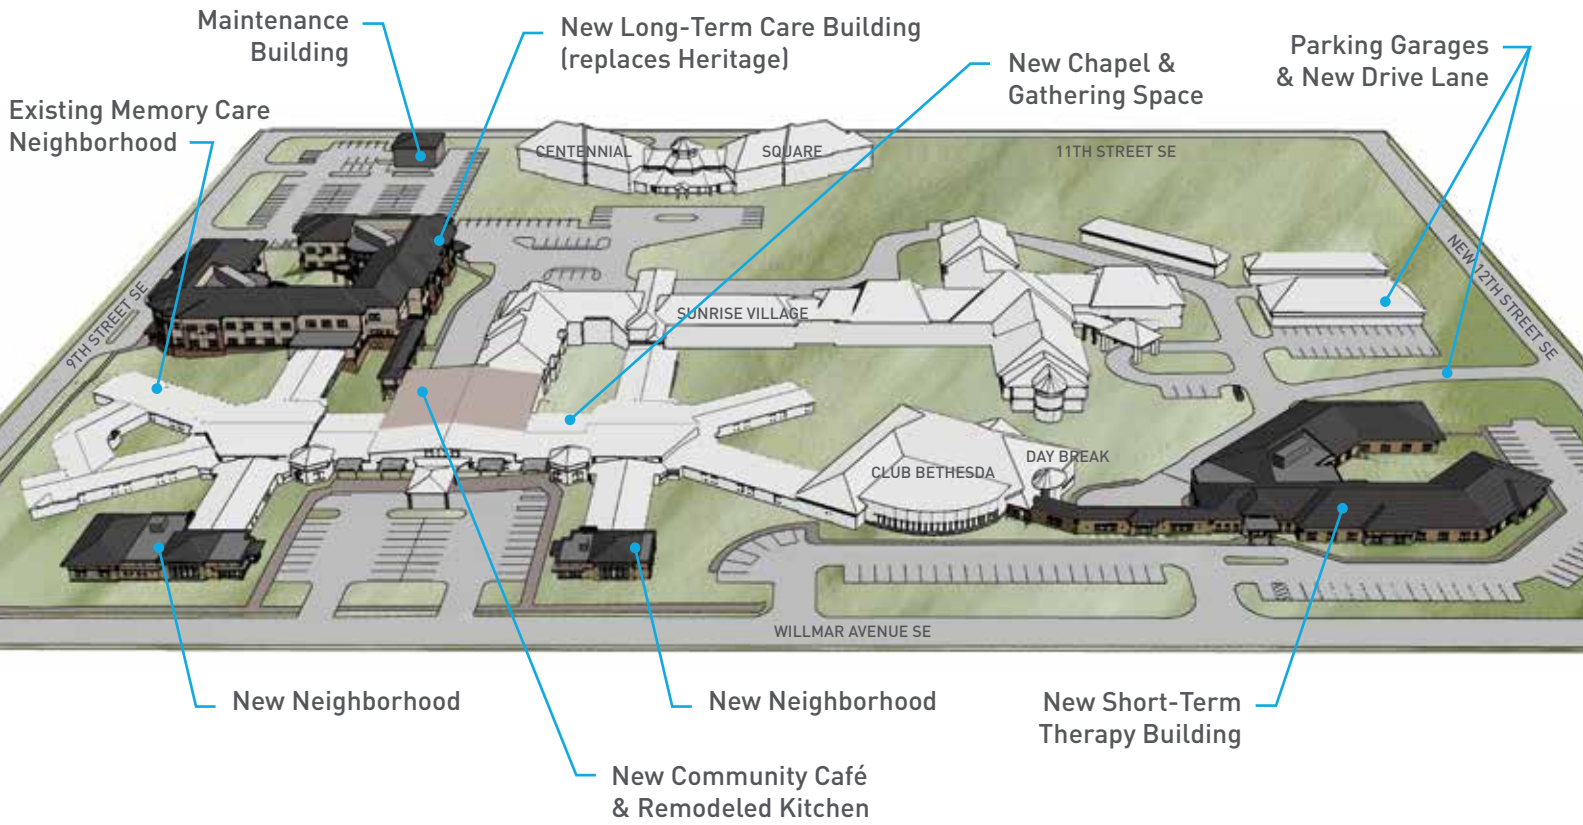 Maintenance
Building
New Long-Term Care Building
(replaces Heritage)
New Chapel &
Gathering Space
Parking Garages
& New Drive Lane
Existing Memory Care
Neighborhood
CENTENNIAL
SQUARE
11TH STREET SE
NEW 12TH STREET SE
9TH STREET SE
SUNRISE VILLAGE
CLUB BETHESDA
DAY BREAK
WILLMAR AVENUE SE
New Neighborhood
New Neighborhood
New Short-Term
Therapy Building
New Community Café
& Remodeled Kitchen